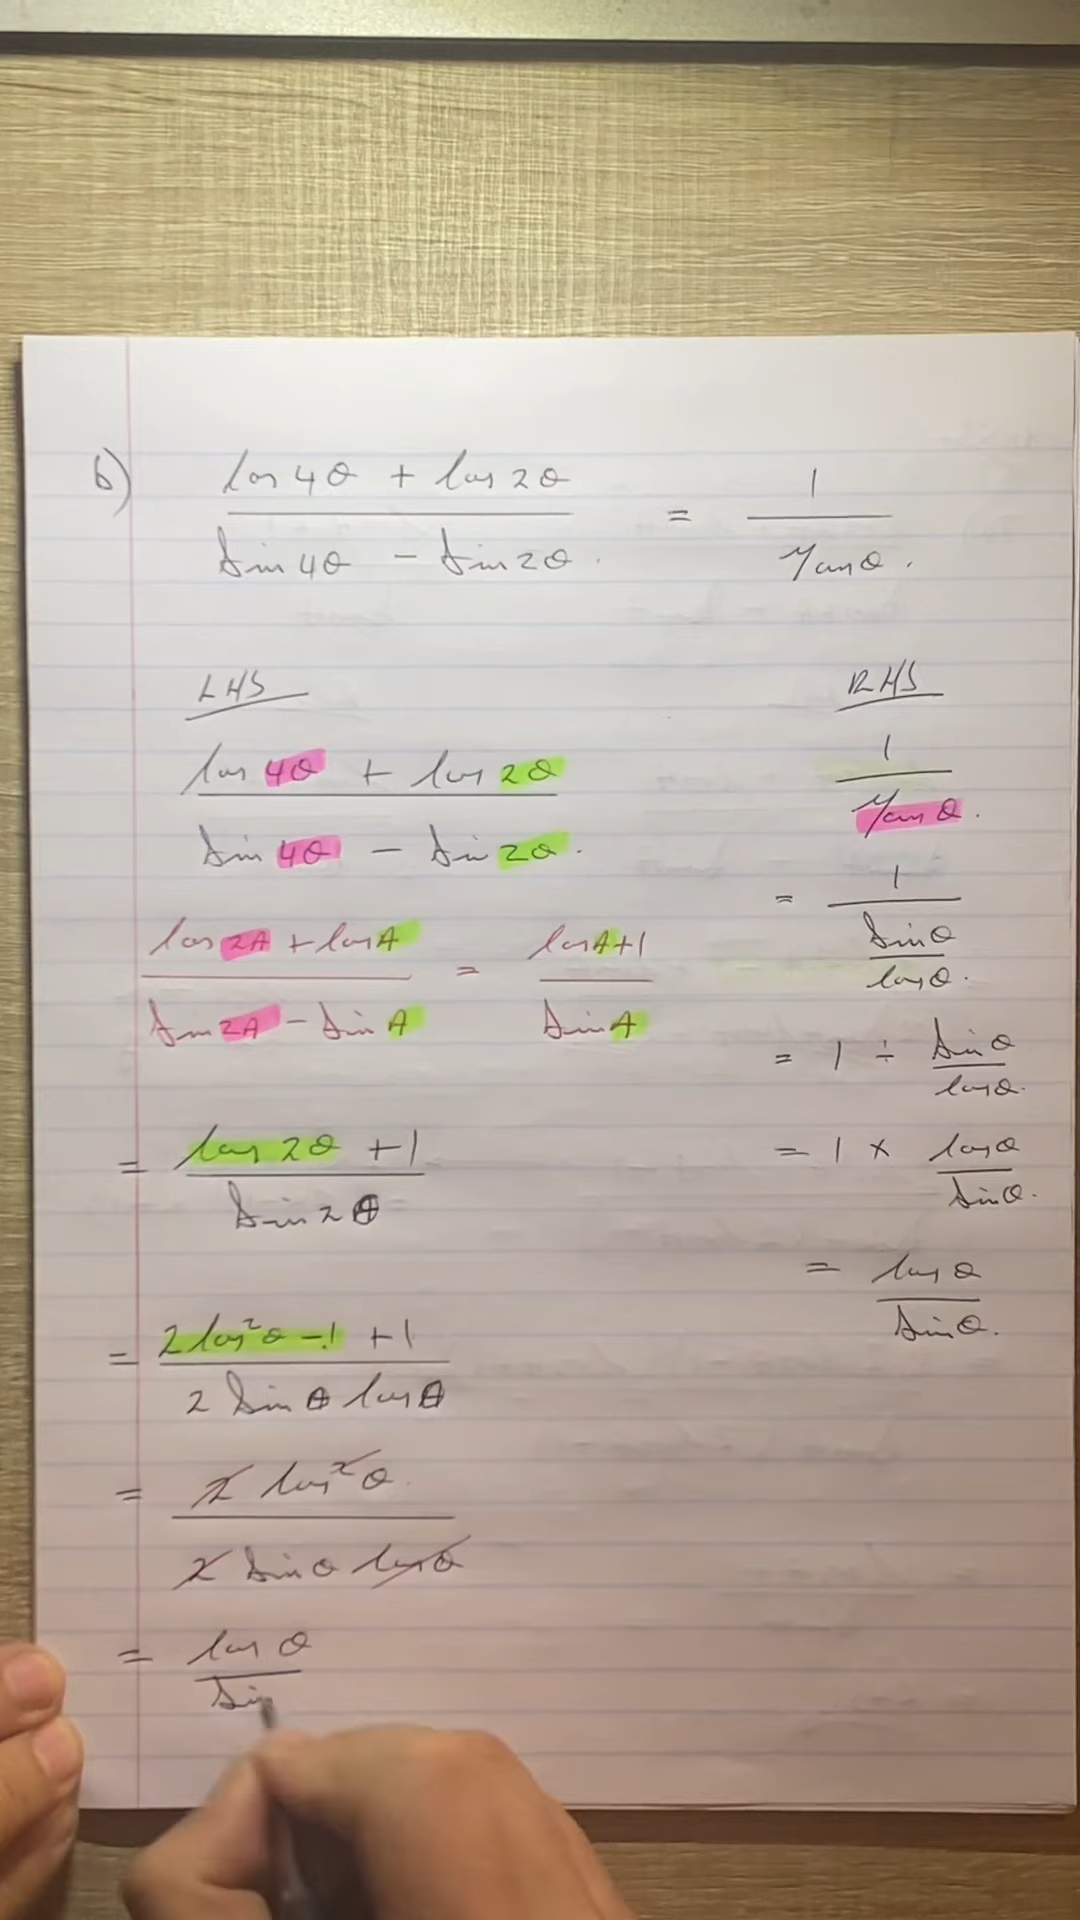 b) cos 4θ + cos 2θ / sin 4θ − sin 2θ. = 1 / Tan θ.
LHS
cos 4θ + cos 2θ / sin 4θ − sin 2θ.
cos 2A + cos A / sin 2A − sin A = cos A + 1 / sin A
= cos 2θ + 1 / sin 2θ
= 2 cos²θ − 1 + 1 / 2 sin θ cos θ
= 2 cos²θ / 2 sin θ cos θ
= cos θ / sin
RHS
1 / Tan θ.
= 1 / sin θ / cos θ.
= 1 ÷ sin θ / cos θ.
= 1 × cos θ / sin θ.
= cos θ / sin θ.